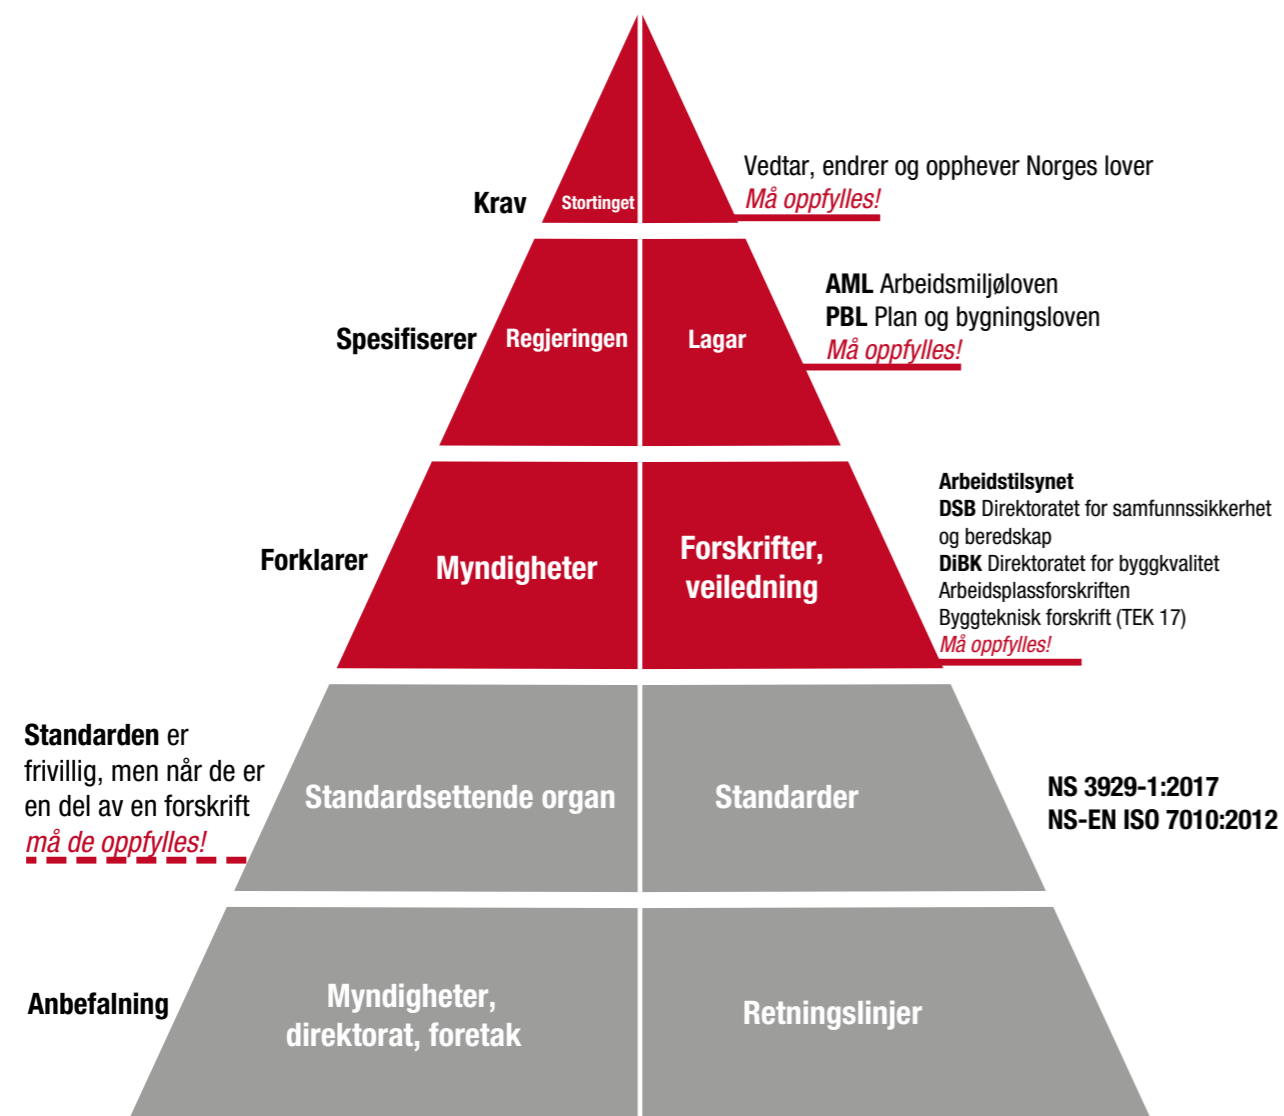 Krav
Stortinget
Vedtar, endrer og opphever Norges lover
Må oppfylles!
Spesifiserer
Regjeringen
Lagar
AML Arbeidsmiljøloven
PBL Plan og bygningsloven
Må oppfylles!
Forklarer
Myndigheter
Forskrifter,
veiledning
Arbeidstilsynet
DSB Direktoratet for samfunnssikkerhet
og beredskap
DiBK Direktoratet for byggkvalitet
Arbeidsplassforskriften
Byggteknisk forskrift (TEK 17)
Må oppfylles!
Standarden er
frivillig, men når de er
en del av en forskrift
må de oppfylles!
Standardsettende organ
Standarder
NS 3929-1:2017
NS-EN ISO 7010:2012
Anbefalning
Myndigheter,
direktorat, foretak
Retningslinjer